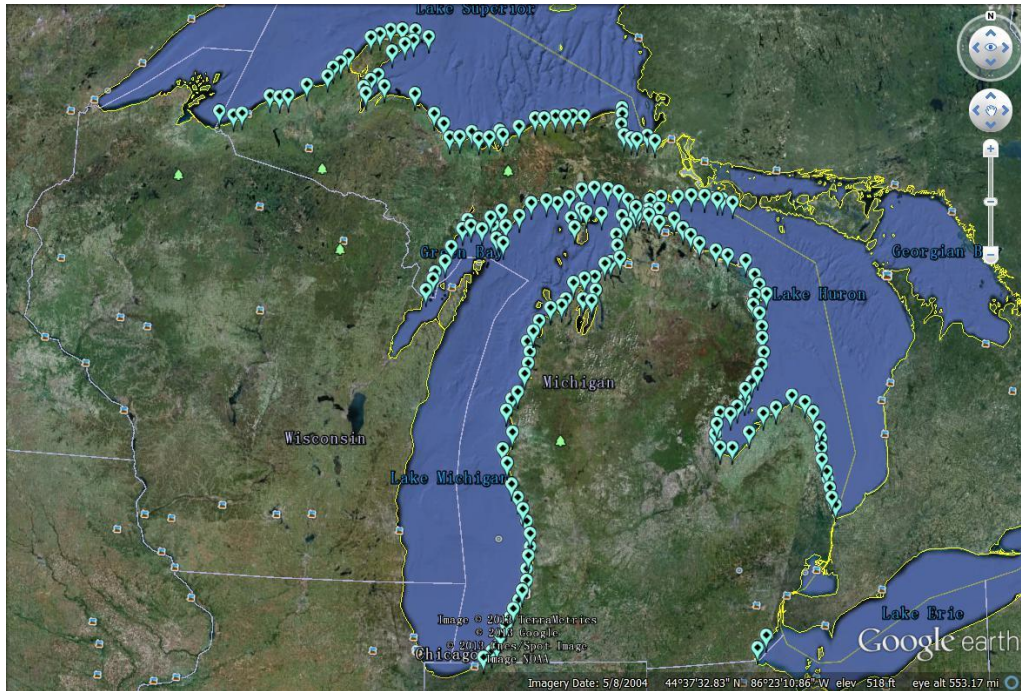 Lake Superior
N
Green Bay
Georgian B
Lake Huron
Michigan
Wisconsin
Lake Michigan
Lake Erie
Image © 2013 TerraMetrics
© 2013 Google
© 2013 Cnes/Spot Image
Image NOAA
Chicago
Google earth
Imagery Date: 5/8/2004 44°37'32.83" N 86°23'10.86" W elev 518 ft eye alt 553.17 mi